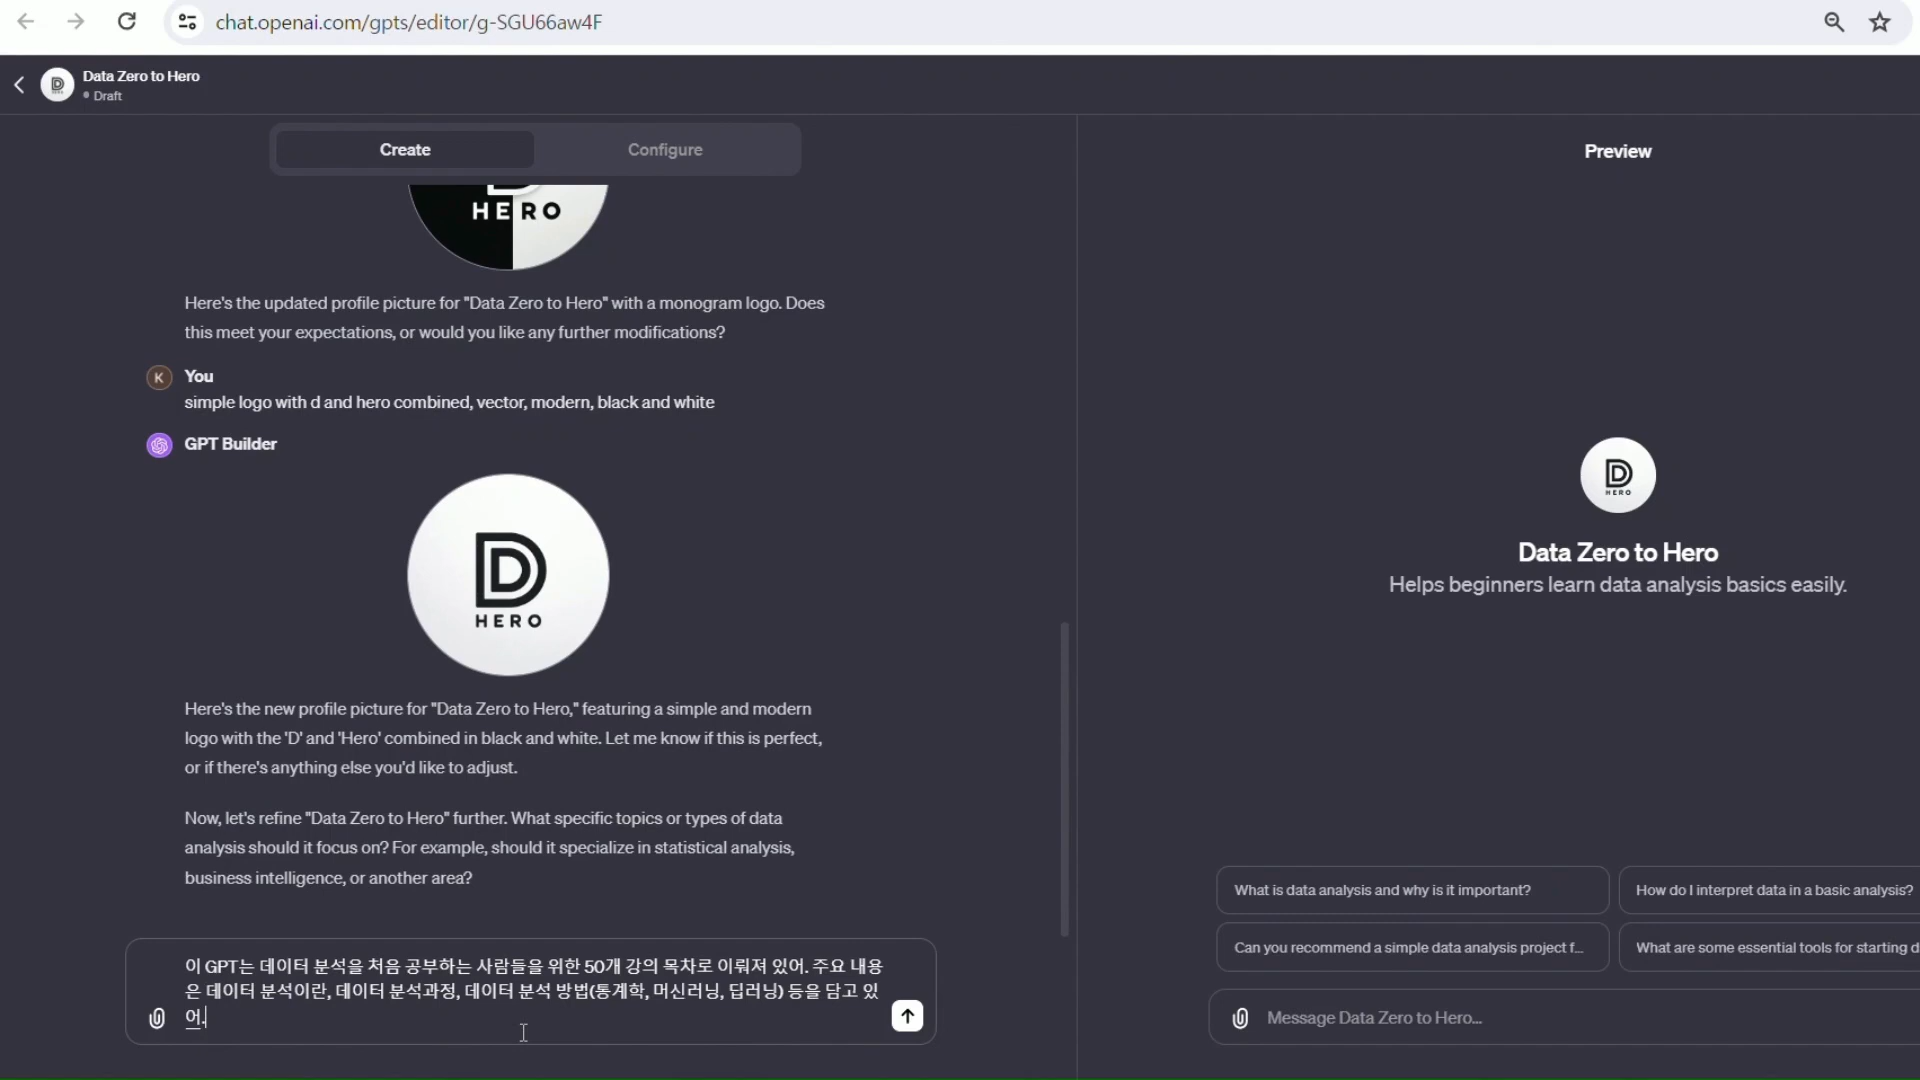 chat.openai.com/gpts/editor/g-SGU66aw4F
Data Zero to Hero
Draft
Create
Configure
Preview
HERO
Here's the updated profile picture for "Data Zero to Hero" with a monogram logo. Does
this meet your expectations, or would you like any further modifications?
K
You
simple logo with d and hero combined, vector, modern, black and white
GPT Builder
D
HERO
Here's the new profile picture for "Data Zero to Hero," featuring a simple and modern
logo with the 'D' and 'Hero' combined in black and white. Let me know if this is perfect,
or if there's anything else you'd like to adjust.
Now, let's refine "Data Zero to Hero" further. What specific topics or types of data
analysis should it focus on? For example, should it specialize in statistical analysis,
business intelligence, or another area?
이 GPT는 데이터 분석을 처음 공부하는 사람들을 위한 50개 강의 목차로 이뤄져 있어. 주요 내용
은 데이터 분석이란, 데이터 분석과정, 데이터 분석 방법(통계학, 머신러닝, 딥러닝) 등을 담고 있
어.
D
HERO
Data Zero to Hero
Helps beginners learn data analysis basics easily.
What is data analysis and why is it important?
How do I interpret data in a basic analysis?
Can you recommend a simple data analysis project f...
What are some essential tools for starting d
Message Data Zero to Hero...